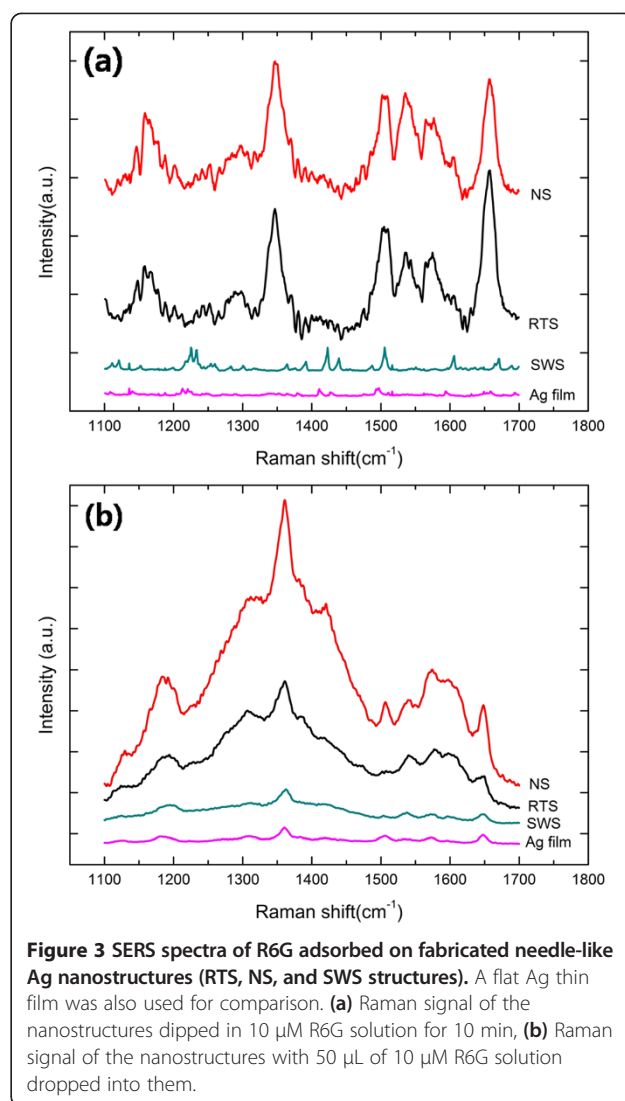 (a)
Intensity(a.u.)
NS
RTS
SWS
Ag film
1100 1200 1300 1400 1500 1600 1700 1800
Raman shift(cm⁻¹)
(b)
Intensity (a.u.)
NS
RTS
SWS
Ag film
1100 1200 1300 1400 1500 1600 1700 1800
Raman shift(cm⁻¹)
Figure 3 SERS spectra of R6G adsorbed on fabricated needle-like
Ag nanostructures (RTS, NS, and SWS structures). A flat Ag thin
film was also used for comparison. (a) Raman signal of the
nanostructures dipped in 10 μM R6G solution for 10 min, (b) Raman
signal of the nanostructures with 50 μL of 10 μM R6G solution
dropped into them.